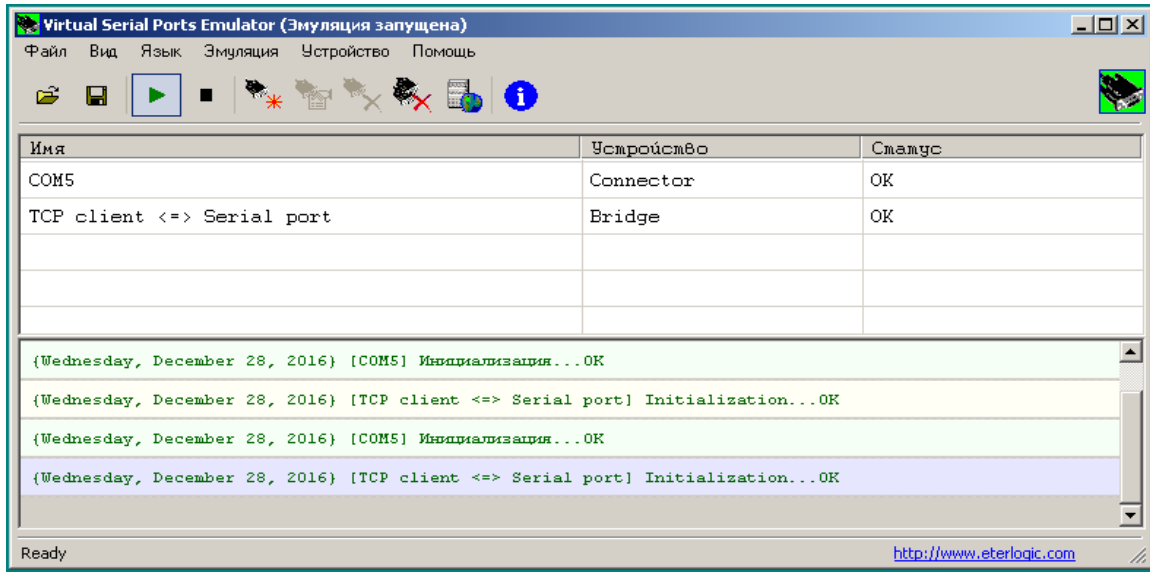 Virtual Serial Ports Emulator (Эмуляция запущена)
Файл Вид Язык Эмуляция Устройство Помощь
Имя Устройство Статус
COM5 Connector OK
TCP client <=> Serial port Bridge OK
{Wednesday, December 28, 2016} [COM5] Инициализация...OK
{Wednesday, December 28, 2016} [TCP client <=> Serial port] Initialization...OK
{Wednesday, December 28, 2016} [COM5] Инициализация...OK
{Wednesday, December 28, 2016} [TCP client <=> Serial port] Initialization...OK
Ready http://www.eterlogic.com